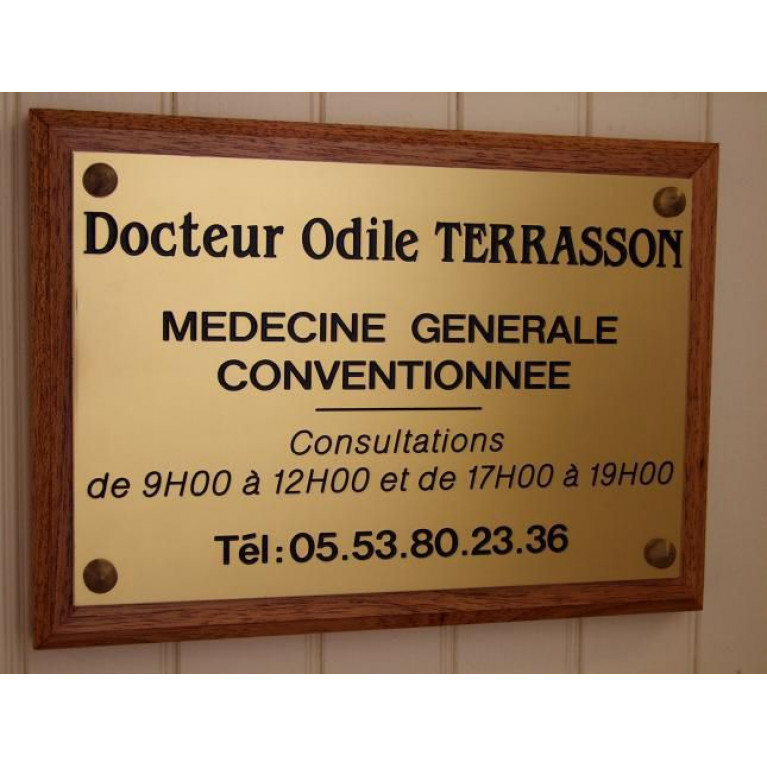 Docteur Odile TERRASSON
MEDECINE GENERALE
CONVENTIONNEE
Consultations
de 9H00 à 12H00 et de 17H00 à 19H00
Tél : 05.53.80.23.36